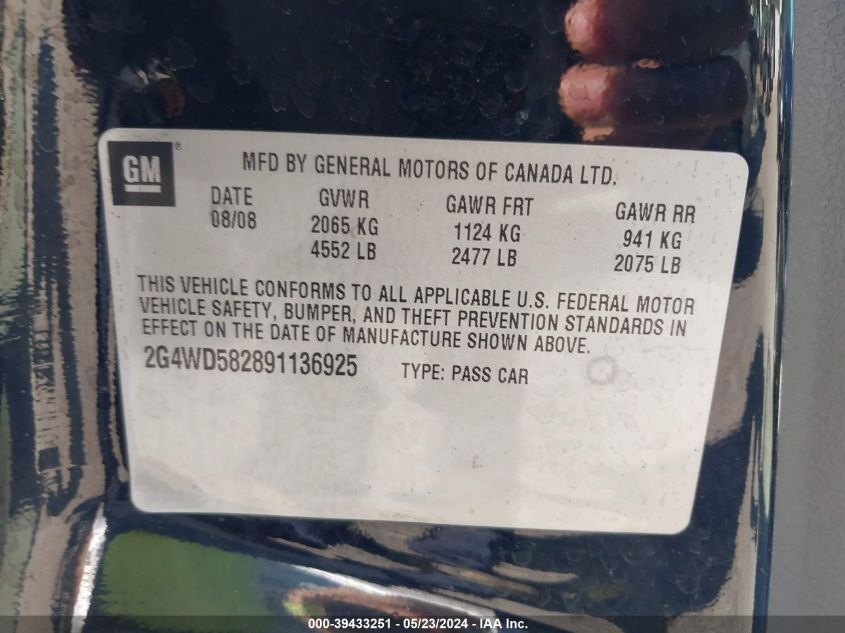 GM ® MFD BY GENERAL MOTORS OF CANADA LTD.
DATE GVWR GAWR FRT GAWR RR
08/08 2065 KG 1124 KG 941 KG
4552 LB 2477 LB 2075 LB
THIS VEHICLE CONFORMS TO ALL APPLICABLE U.S. FEDERAL MOTOR
VEHICLE SAFETY, BUMPER, AND THEFT PREVENTION STANDARDS IN
EFFECT ON THE DATE OF MANUFACTURE SHOWN ABOVE.
2G4WD582891136925 TYPE: PASS CAR
000-39433251 - 05/23/2024 - IAA Inc.